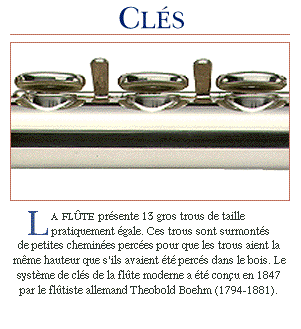 CLÉS
LA FLÛTE présente 13 gros trous de taille
pratiquement égale. Ces trous sont surmontés
de petites cheminées percées pour que les trous aient la
même hauteur que s'ils avaient été percés dans le bois. Le
système de clés de la flûte moderne a été conçu en 1847
par le flûtiste allemand Theobold Boehm (1794-1881).